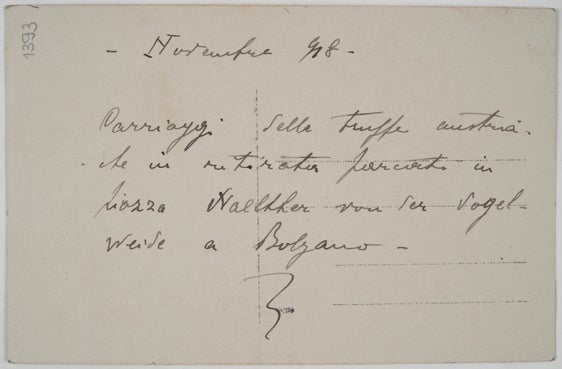 1393
- Novembre 918 -
Carriaggi delle truppe austria-
che in ritirata parcati in
piazza Walther von der Vogel-
weide a Bolzano -